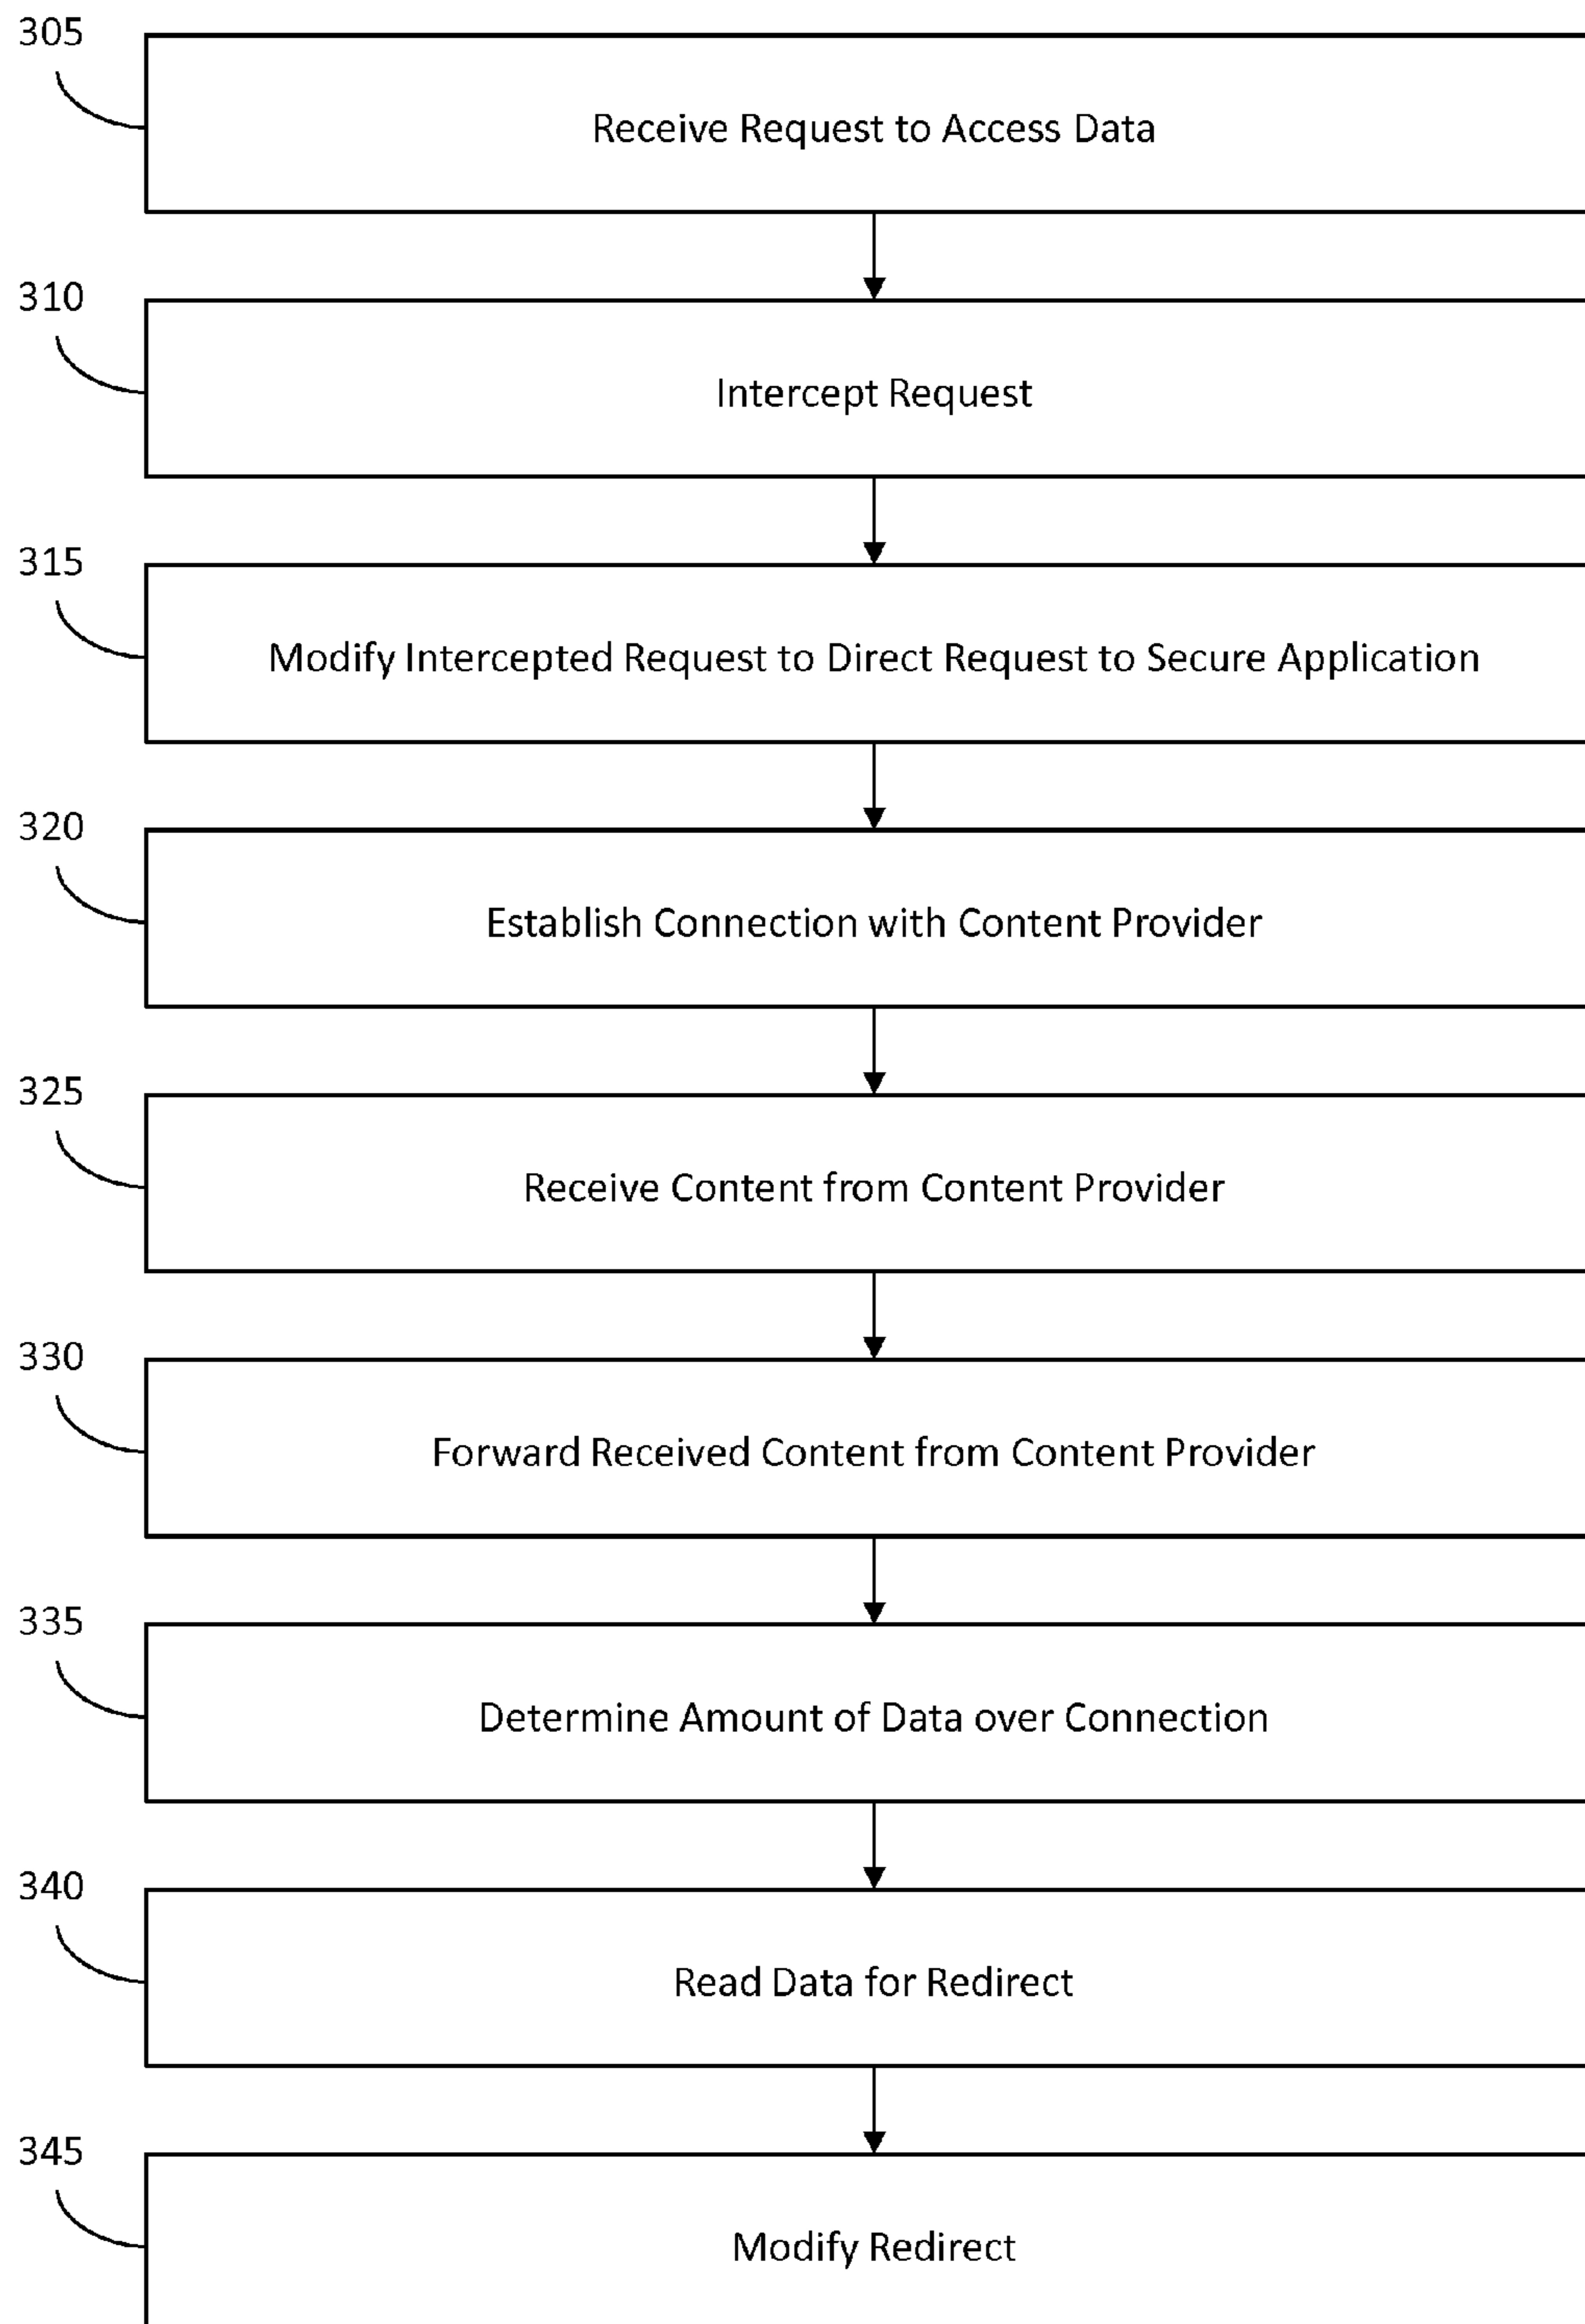 305
Receive Request to Access Data
310
Intercept Request
315
Modify Intercepted Request to Direct Request to Secure Application
320
Establish Connection with Content Provider
325
Receive Content from Content Provider
330
Forward Received Content from Content Provider
335
Determine Amount of Data over Connection
340
Read Data for Redirect
345
Modify Redirect